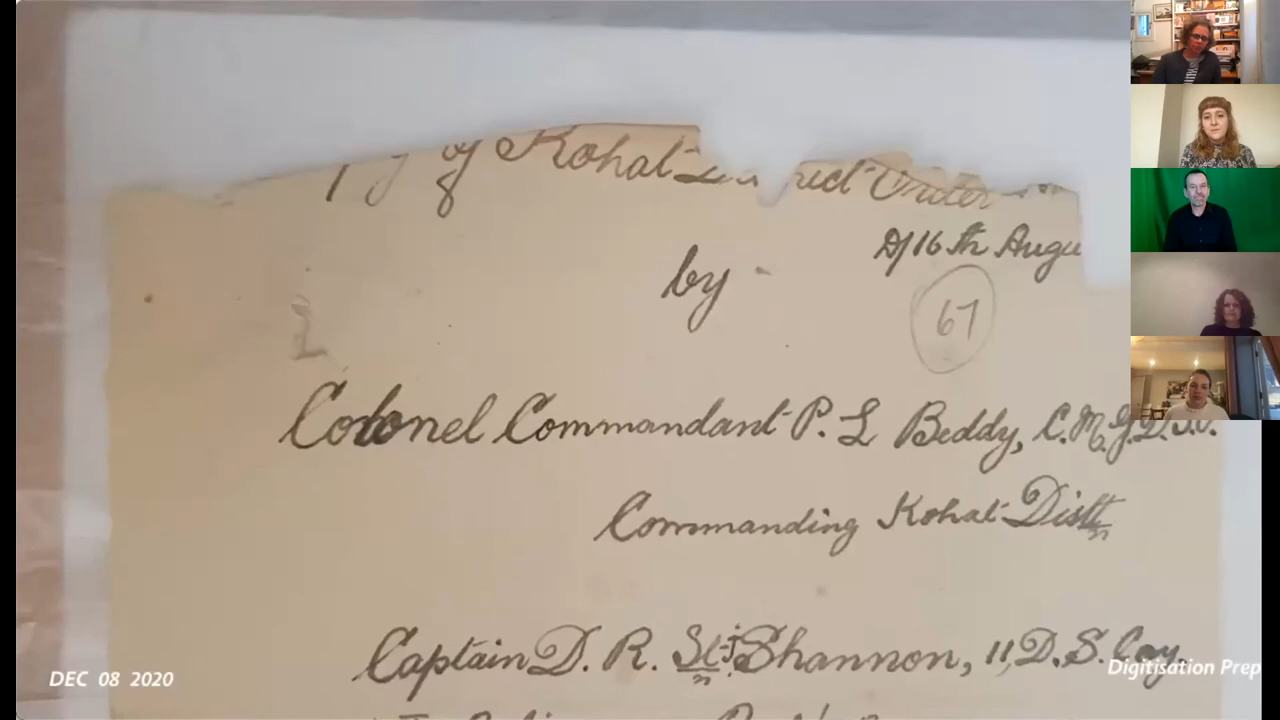 of Kohat Order
D/16th Augu
by -
67
Colonel Commandant P. L Beddy, C.M.G. D.S.O.
Commanding Kohat Distt
Captain D. R. St. J. Shannon, 11, D.S. Coy.
DEC 08 2020
Digitisation Prep